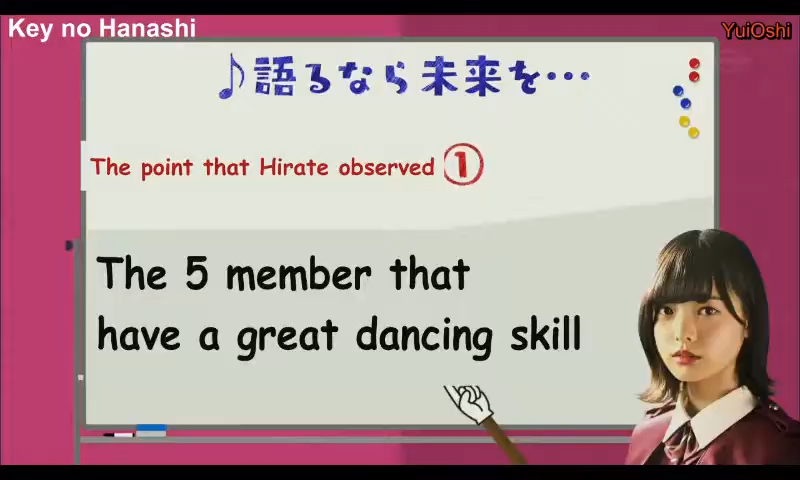 Key no Hanashi
YuiOshi
♪語るなら未来を…
The point that Hirate observed ①
The 5 member that
have a great dancing skill